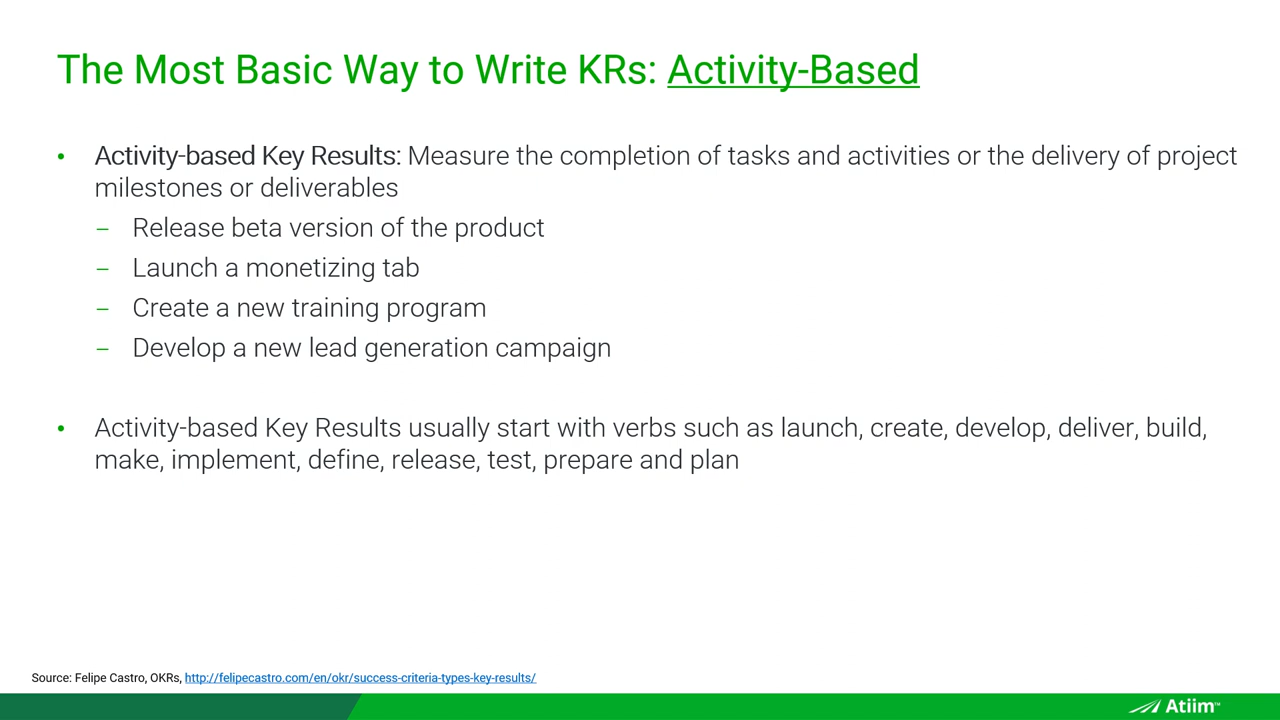 The Most Basic Way to Write KRs: Activity-Based
• Activity-based Key Results: Measure the completion of tasks and activities or the delivery of project
milestones or deliverables
– Release beta version of the product
– Launch a monetizing tab
– Create a new training program
– Develop a new lead generation campaign
• Activity-based Key Results usually start with verbs such as launch, create, develop, deliver, build,
make, implement, define, release, test, prepare and plan
Source: Felipe Castro, OKRs, http://felipecastro.com/en/okr/success-criteria-types-key-results/
Atiim™